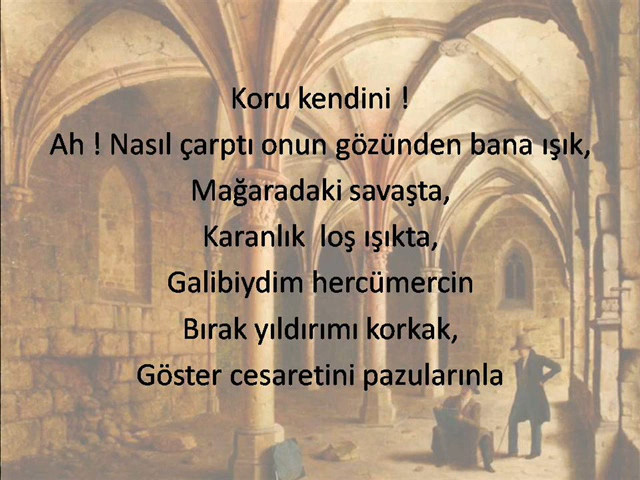 Koru kendini !
Ah ! Nasıl çarptı onun gözünden bana ışık,
Mağaradaki savaşta,
Karanlık loş ışıkta,
Galibiydim hercümercin
Bırak yıldırımı korkak,
Göster cesaretini pazularınla